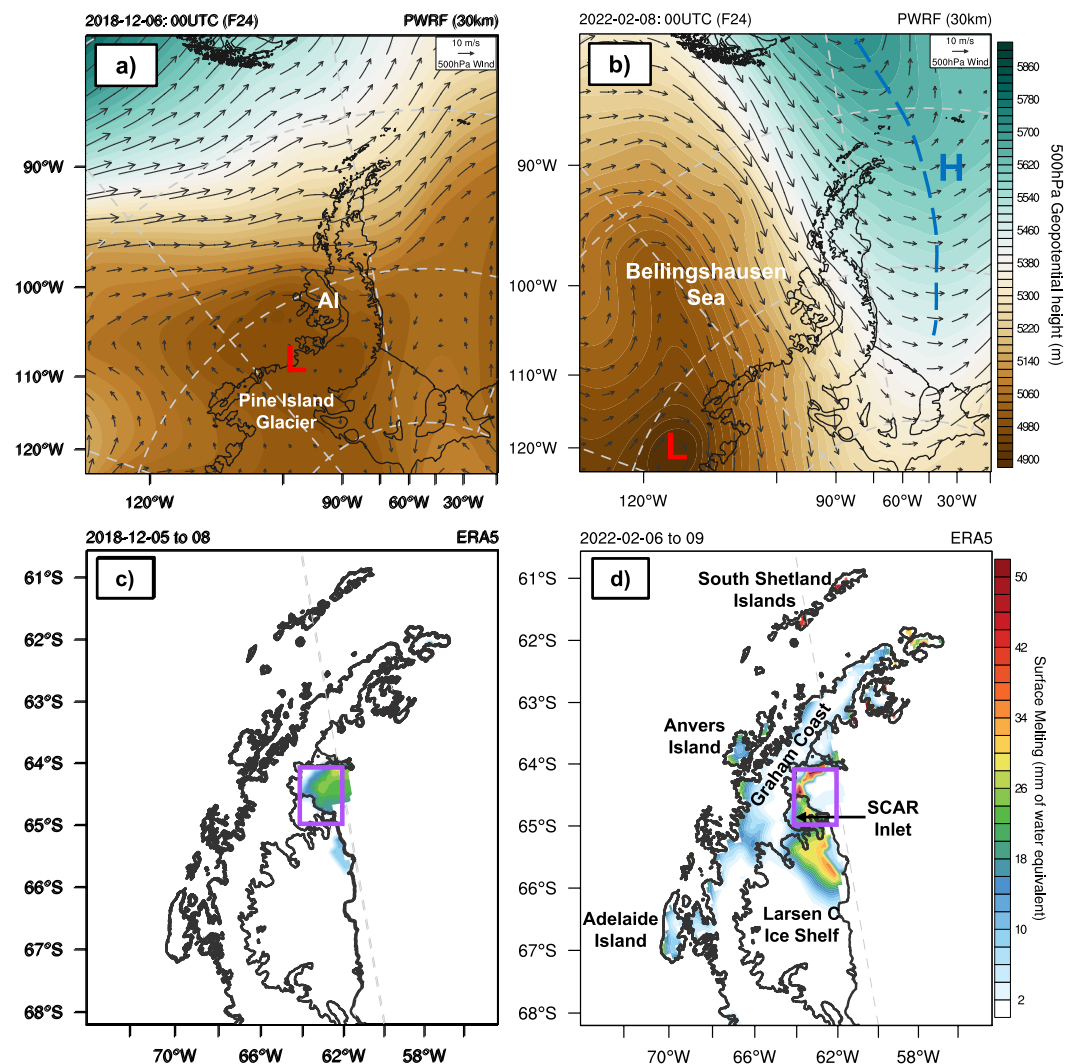 2018-12-06: 00UTC (F24) PWRF (30km)
a)
10 m/s
500hPa Wind
90°W
100°W
110°W
120°W
AI
L
Pine Island
Glacier
120°W 90°W 60°W 30°W
2022-02-08: 00UTC (F24) PWRF (30km)
b)
10 m/s
500hPa Wind
H
90°W
100°W
110°W
120°W
Bellingshausen
Sea
L
120°W 90°W 60°W 30°W
5860
5780
5700
5620
5540
5460
5380
5300
5220
5140
5060
4980
4900
500hPa Geopotential height (m)
2018-12-05 to 08 ERA5
c)
61°S
62°S
63°S
64°S
65°S
66°S
67°S
68°S
70°W 66°W 62°W 58°W
2022-02-06 to 09 ERA5
d)
South Shetland
Islands
Anvers
Island
Graham Coast
SCAR
Inlet
Larsen C
Ice Shelf
Adelaide
Island
61°S
62°S
63°S
64°S
65°S
66°S
67°S
68°S
70°W 66°W 62°W 58°W
50
42
34
26
18
10
2
Surface Melting (mm of water equivalent)